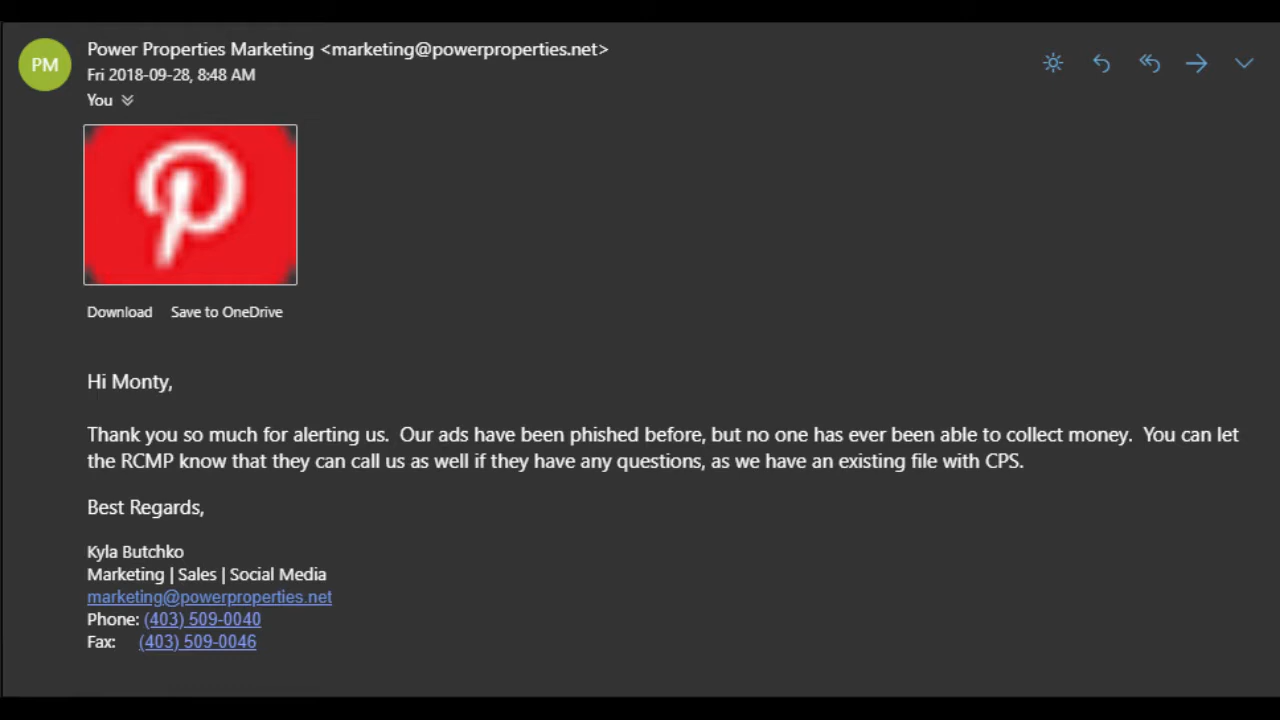 PM
Power Properties Marketing <marketing@powerproperties.net>
Fri 2018-09-28, 8:48 AM
You
Download Save to OneDrive
Hi Monty,
Thank you so much for alerting us.  Our ads have been phished before, but no one has ever been able to collect money.  You can let
the RCMP know that they can call us as well if they have any questions, as we have an existing file with CPS.
Best Regards,
Kyla Butchko
Marketing | Sales | Social Media
marketing@powerproperties.net
Phone: (403) 509-0040
Fax: (403) 509-0046